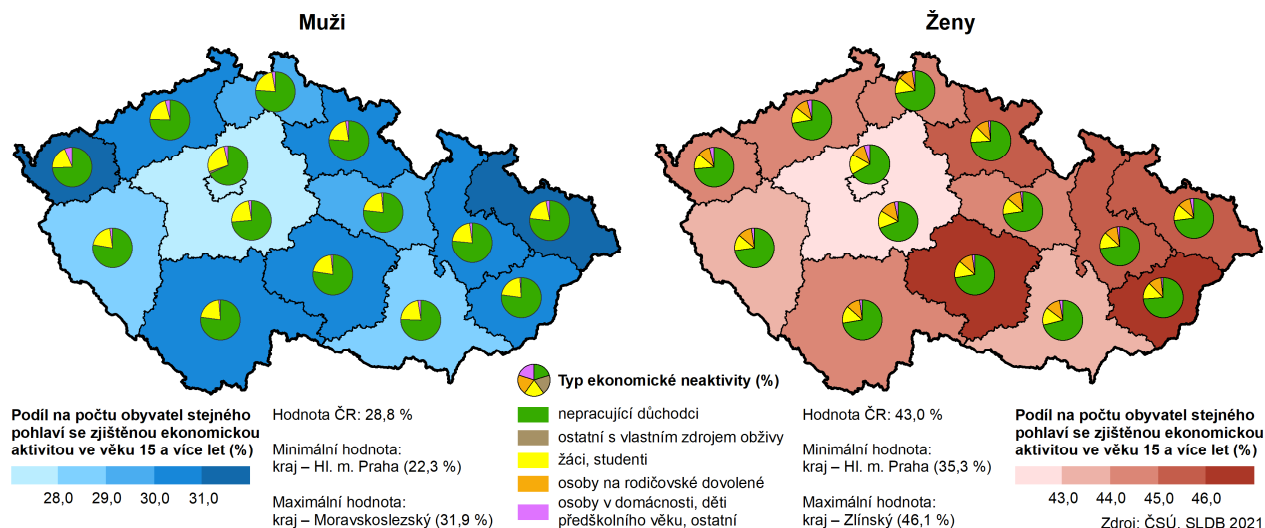 Muži
Ženy
Podíl na počtu obyvatel stejného
pohlaví se zjištěnou ekonomickou
aktivitou ve věku 15 a více let (%)
28,0 29,0 30,0 31,0
Hodnota ČR: 28,8 %
Minimální hodnota:
kraj – Hl. m. Praha (22,3 %)
Maximální hodnota:
kraj – Moravskoslezský (31,9 %)
Typ ekonomické neaktivity (%)
nepracující důchodci
ostatní s vlastním zdrojem obživy
žáci, studenti
osoby na rodičovské dovolené
osoby v domácnosti, děti
předškolního věku, ostatní
Hodnota ČR: 43,0 %
Minimální hodnota:
kraj – Hl. m. Praha (35,3 %)
Maximální hodnota:
kraj – Zlínský (46,1 %)
Podíl na počtu obyvatel stejného
pohlaví se zjištěnou ekonomickou
aktivitou ve věku 15 a více let (%)
43,0 44,0 45,0 46,0
Zdroj: ČSÚ, SLDB 2021